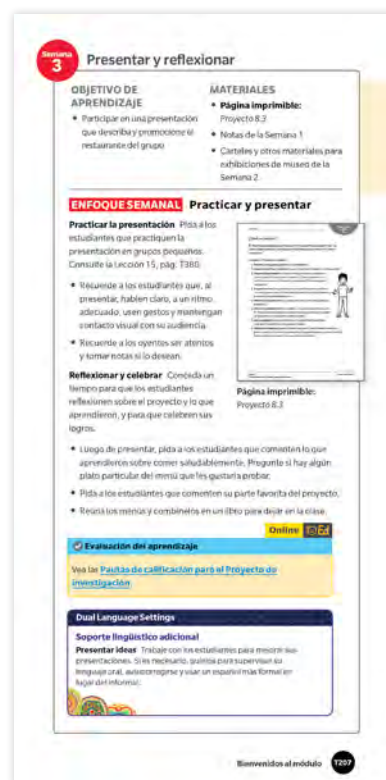 Semana
3
Presentar y reflexionar
OBJETIVO DE
APRENDIZAJE
• Participar en una presentación
que describa y promocione el
restaurante del grupo
MATERIALES
• Página imprimible:
Proyecto 8.3
• Notas de la Semana 1
• Carteles y otros materiales para
exhibiciones de museo de la
Semana 2
ENFOQUE SEMANAL Practicar y presentar
Practicar la presentación Pida a los
estudiantes que practiquen la
presentación en grupos pequeños.
Consulte la Lección 15, pág. T380.
• Recuerde a los estudiantes que, al
presentar, hablen claro, a un ritmo
adecuado, usen gestos y mantengan
contacto visual con su audiencia.
• Recuerde a los oyentes ser atentos
y tomar notas si lo desean.
Reflexionar y celebrar Conceda un
tiempo para que los estudiantes
reflexionen sobre el proyecto y lo que
aprendieron, y para que celebren sus
logros.
Página imprimible:
Proyecto 8.3
• Luego de presentar, pida a los estudiantes que comenten lo que
aprendieron sobre comer saludablemente. Pregunte si hay algún
plato particular del menú que les gustaría probar.
• Pida a los estudiantes que comenten su parte favorita del proyecto.
• Reúna los menús y combínelos en un libro para dejar en la clase.
Online Ed
Evaluación del aprendizaje
Vea las Pautas de calificación para el Proyecto de
investigación
Dual Language Settings
Soporte lingüístico adicional
Presentar ideas Trabaje con los estudiantes para mejorar sus
presentaciones. Si es necesario, guíelos para supervisar su
lenguaje oral, autocorregirse y usar un español más formal en
lugar del informal.
Bienvenidos al módulo T207